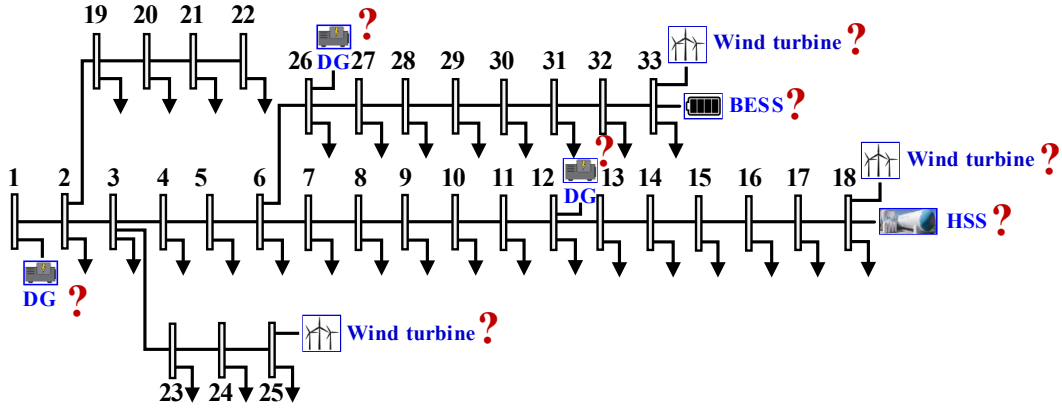 19 20 21 22
?
DG
26 27 28 29 30 31 32 33
Wind turbine ?
BESS ?
?
DG
1 2 3 4 5 6 7 8 9 10 11 12 13 14 15 16 17 18
Wind turbine ?
HSS ?
DG ?
Wind turbine ?
23 24 25